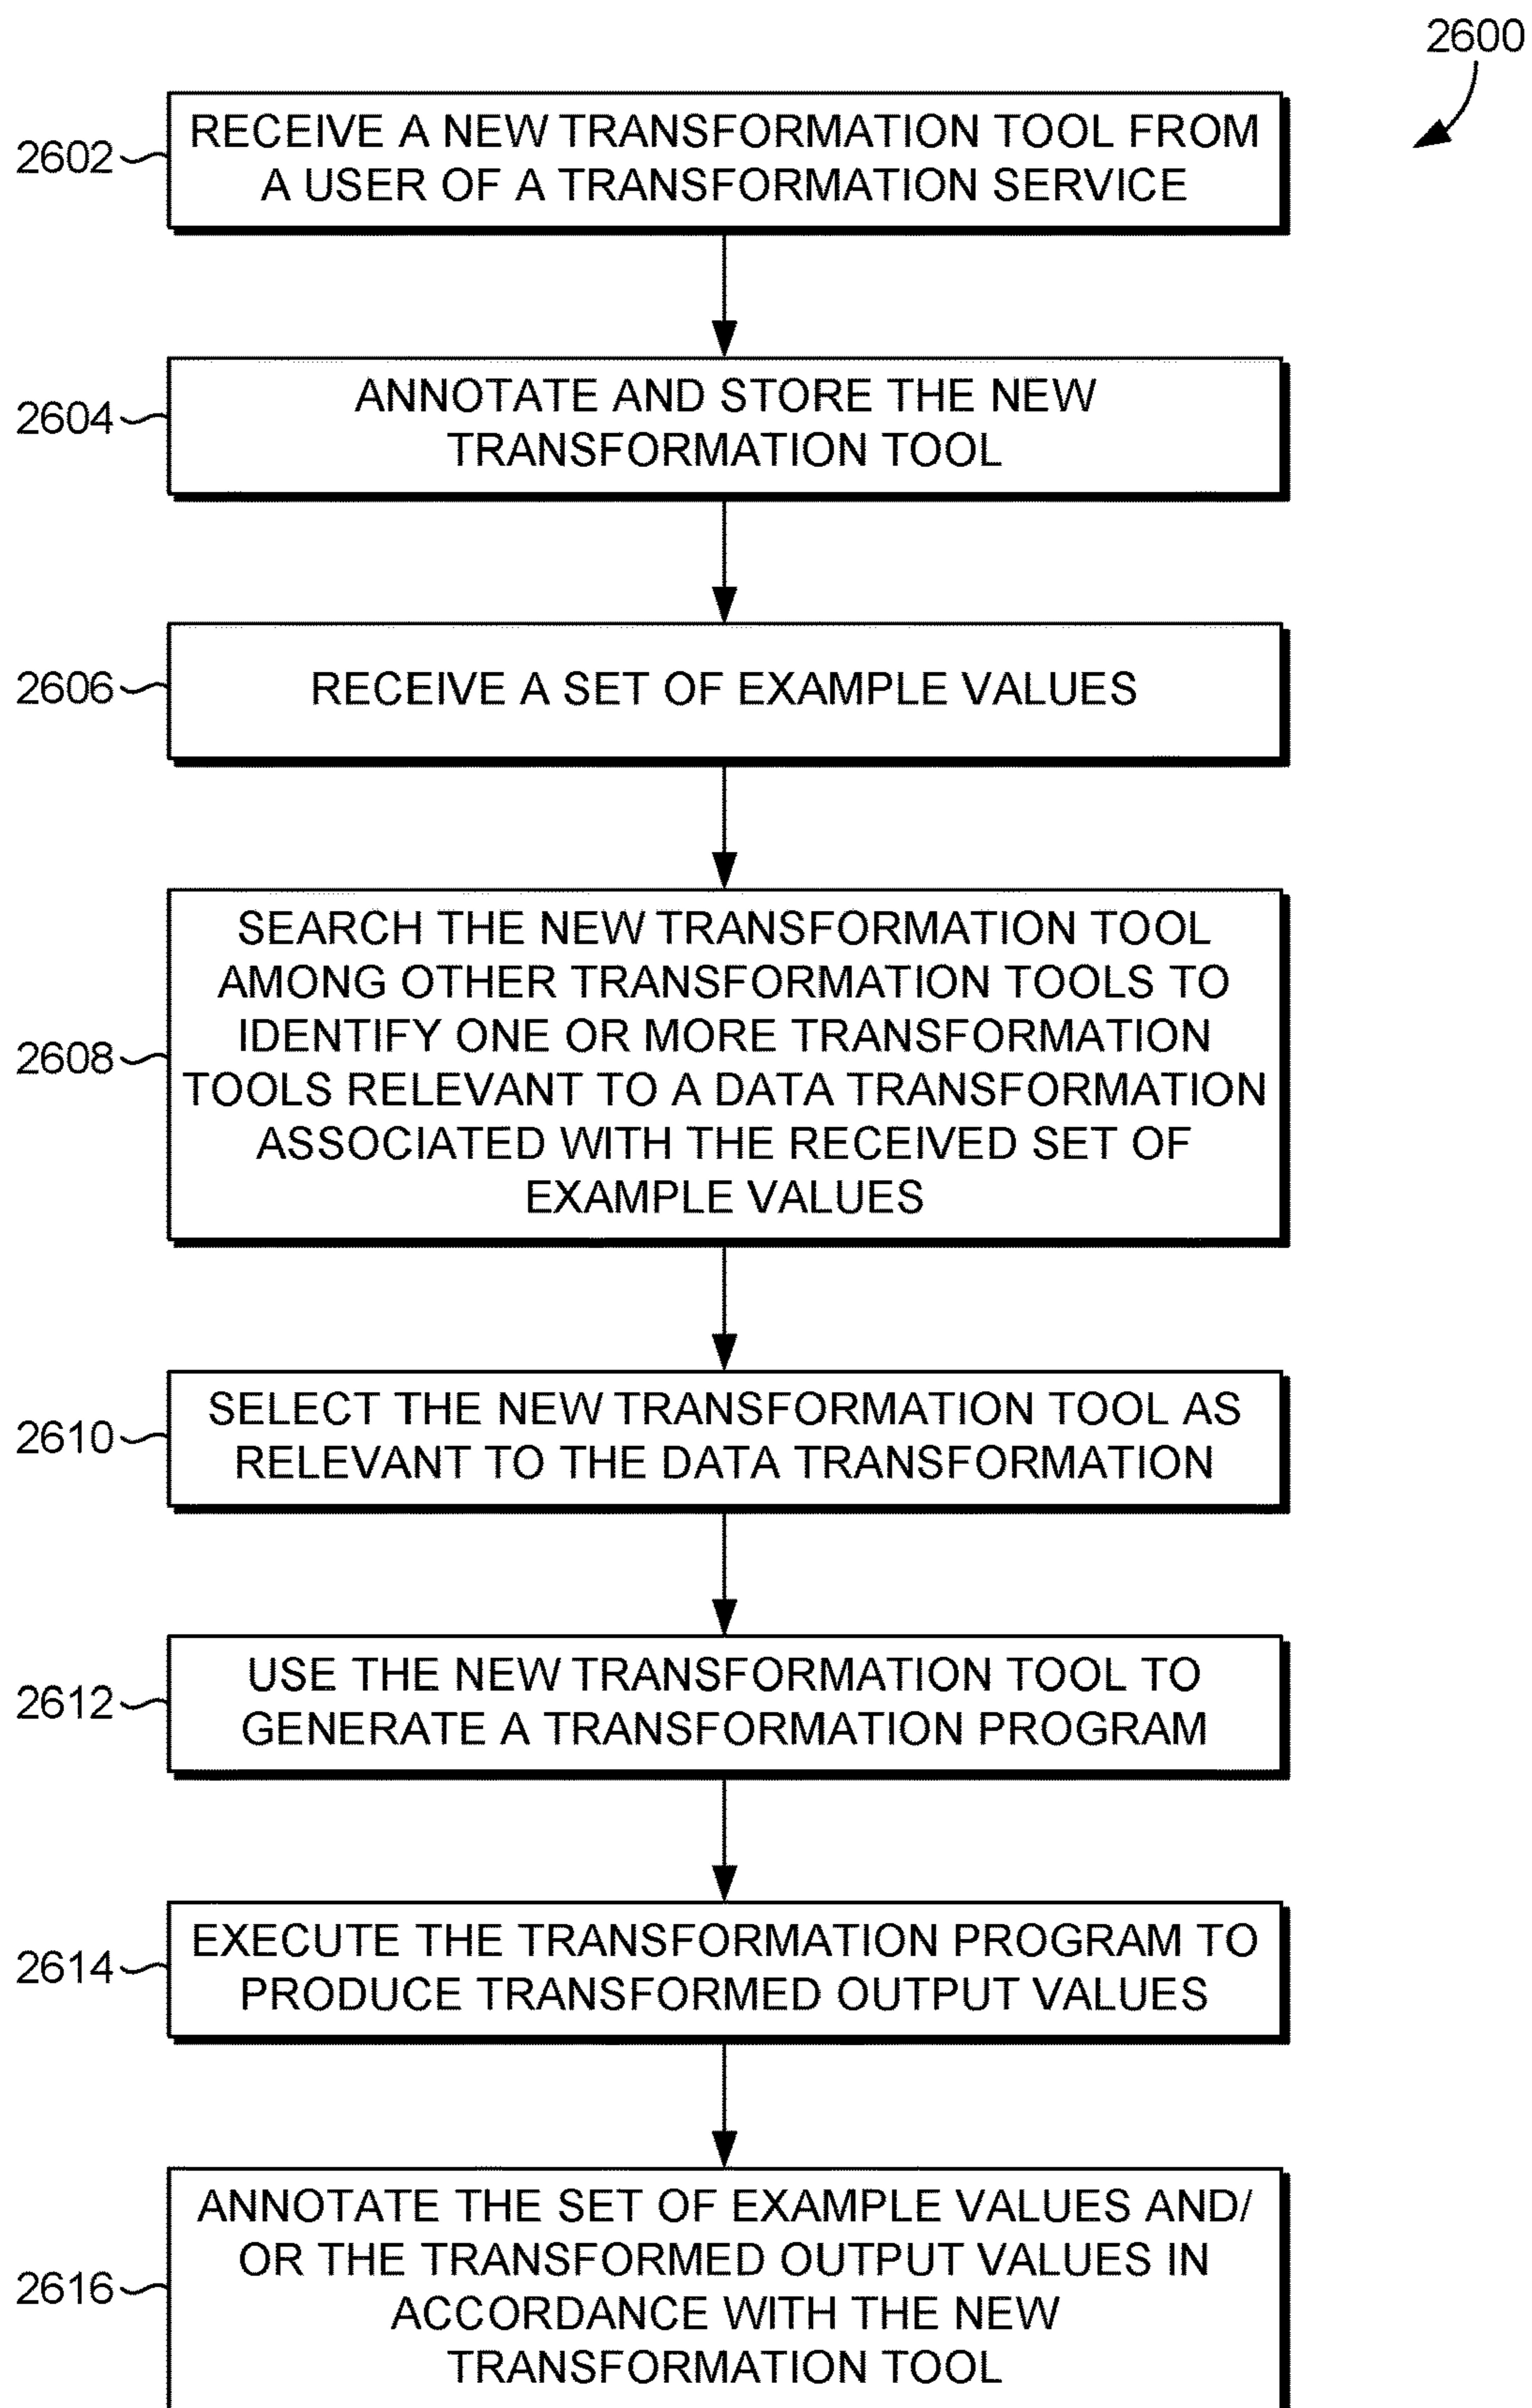 2600
2602
RECEIVE A NEW TRANSFORMATION TOOL FROM
A USER OF A TRANSFORMATION SERVICE
2604
ANNOTATE AND STORE THE NEW
TRANSFORMATION TOOL
2606
RECEIVE A SET OF EXAMPLE VALUES
2608
SEARCH THE NEW TRANSFORMATION TOOL
AMONG OTHER TRANSFORMATION TOOLS TO
IDENTIFY ONE OR MORE TRANSFORMATION
TOOLS RELEVANT TO A DATA TRANSFORMATION
ASSOCIATED WITH THE RECEIVED SET OF
EXAMPLE VALUES
2610
SELECT THE NEW TRANSFORMATION TOOL AS
RELEVANT TO THE DATA TRANSFORMATION
2612
USE THE NEW TRANSFORMATION TOOL TO
GENERATE A TRANSFORMATION PROGRAM
2614
EXECUTE THE TRANSFORMATION PROGRAM TO
PRODUCE TRANSFORMED OUTPUT VALUES
2616
ANNOTATE THE SET OF EXAMPLE VALUES AND/
OR THE TRANSFORMED OUTPUT VALUES IN
ACCORDANCE WITH THE NEW
TRANSFORMATION TOOL